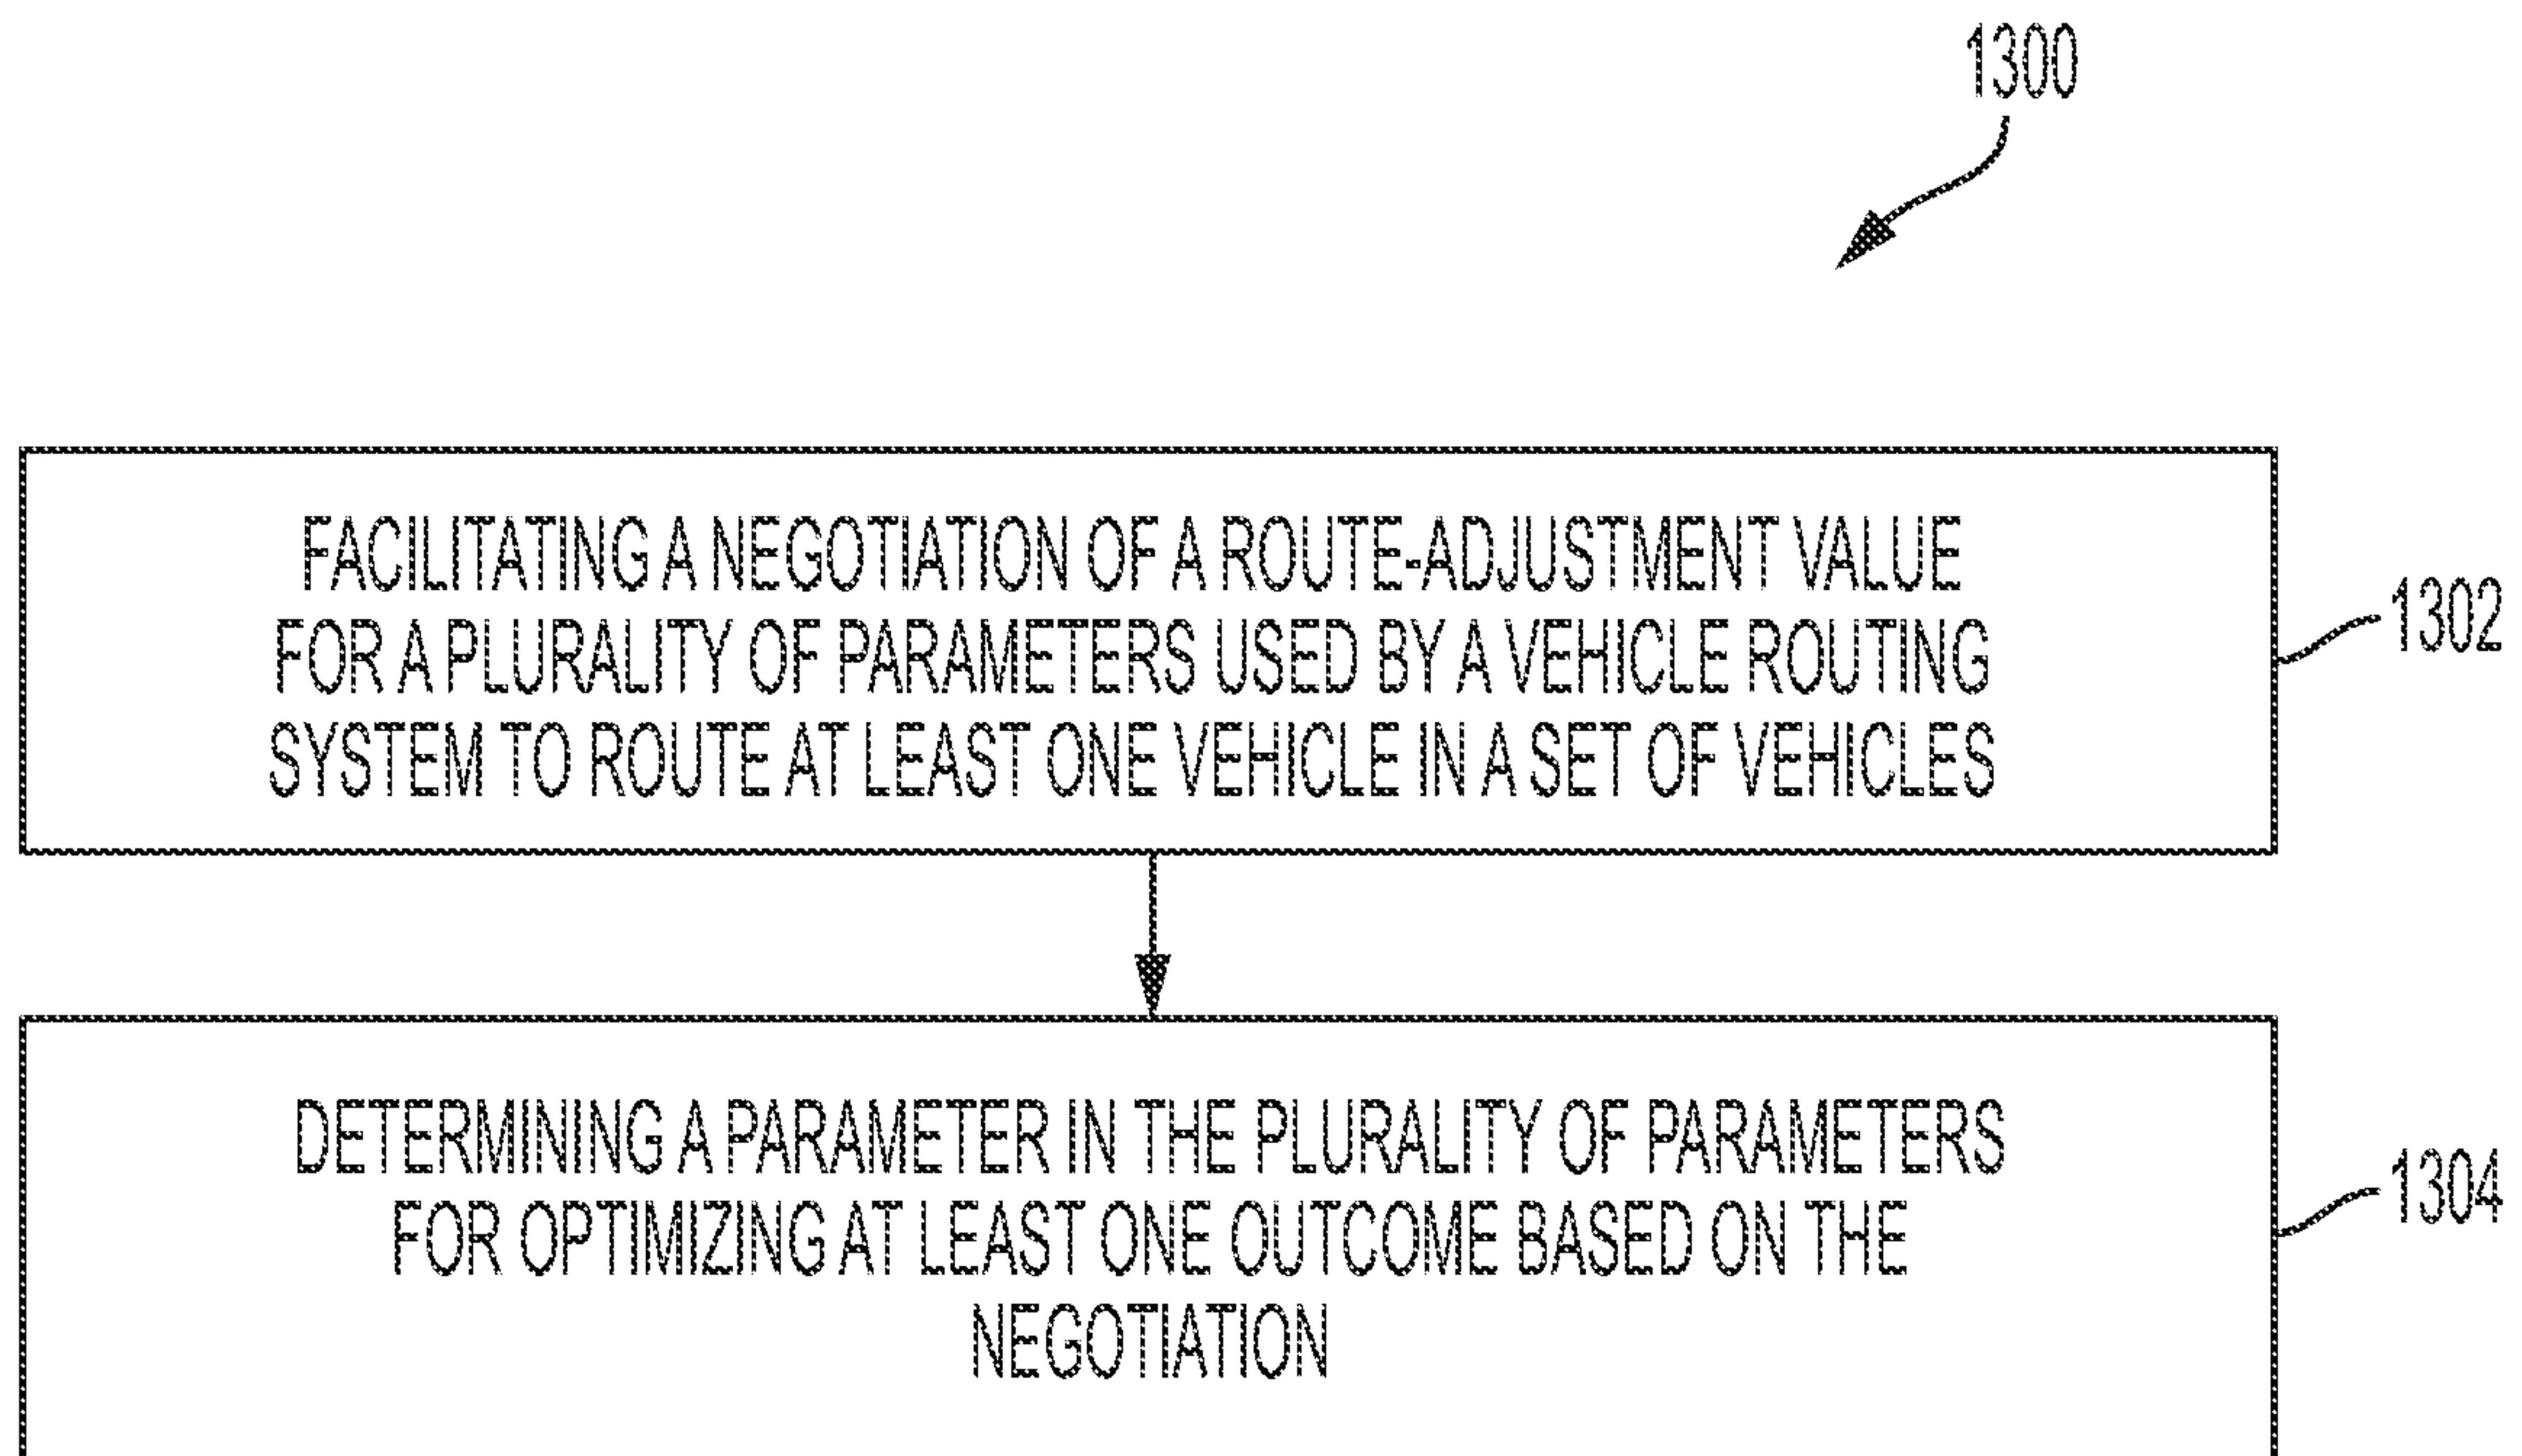 1300
FACILITATING A NEGOTIATION OF A ROUTE-ADJUSTMENT VALUE
FOR A PLURALITY OF PARAMETERS USED BY A VEHICLE ROUTING
SYSTEM TO ROUTE AT LEAST ONE VEHICLE IN A SET OF VEHICLES
1302
DETERMINING A PARAMETER IN THE PLURALITY OF PARAMETERS
FOR OPTIMIZING AT LEAST ONE OUTCOME BASED ON THE
NEGOTIATION
1304